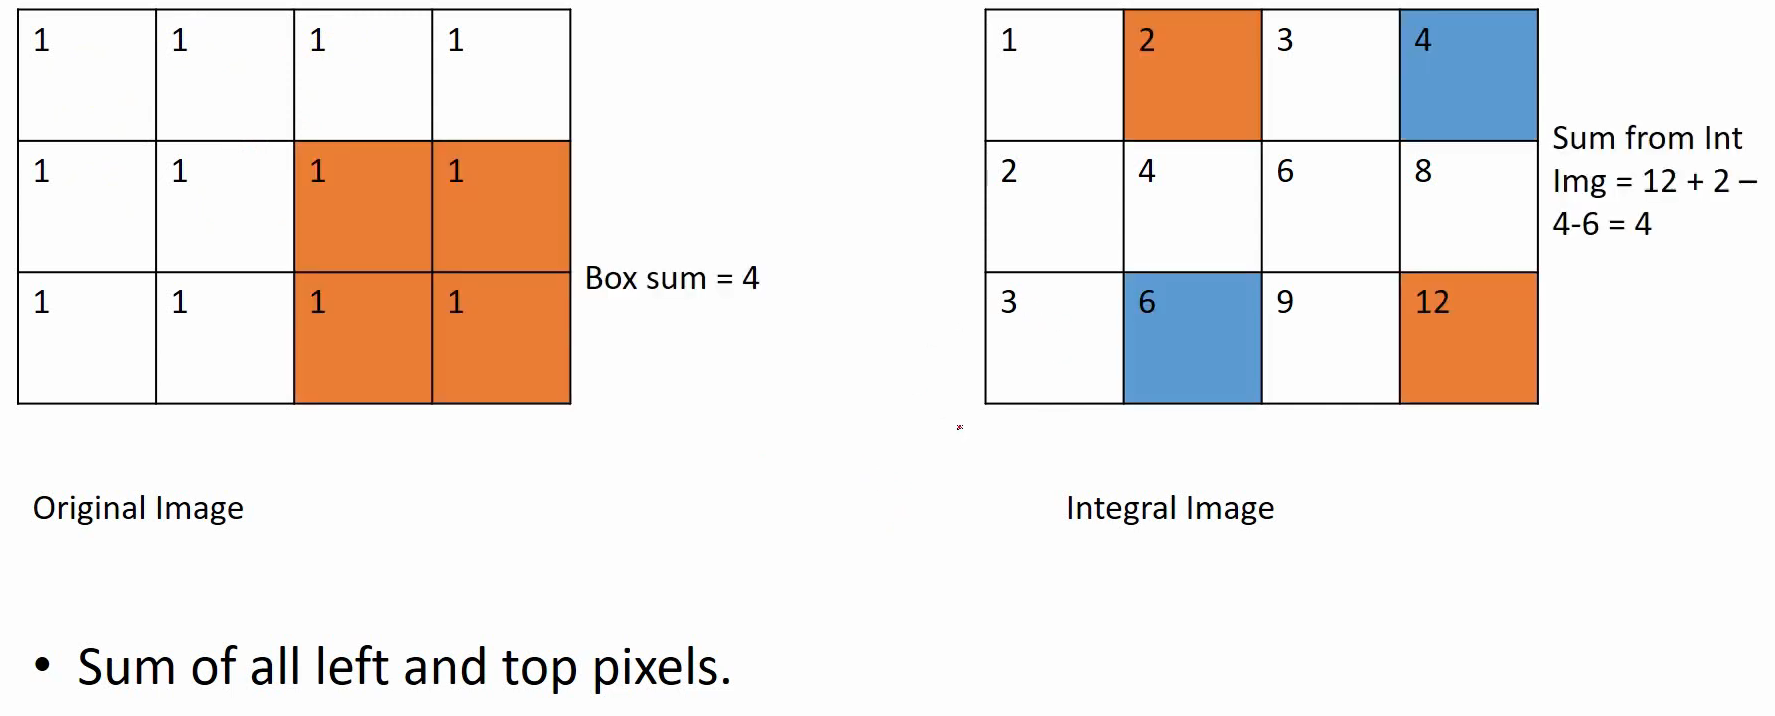 1 1 1 1
1 1 1 1
1 1 1 1
Box sum = 4
Original Image
1 2 3 4
2 4 6 8
3 6 9 12
Sum from Int
Img = 12 + 2 –
4-6 = 4
Integral Image
• Sum of all left and top pixels.